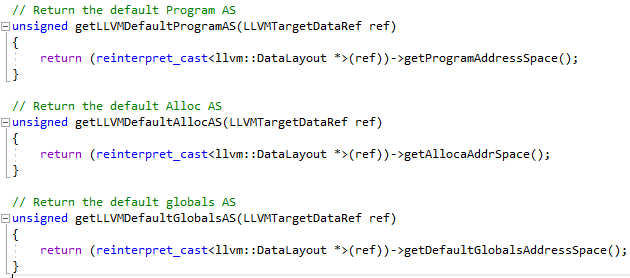 // Return the default Program AS
unsigned getLLVMDefaultProgramAS(LLVMTargetDataRef ref)
{
    return (reinterpret_cast<llvm::DataLayout *>(ref))->getProgramAddressSpace();
}
// Return the default Alloc AS
unsigned getLLVMDefaultAllocAS(LLVMTargetDataRef ref)
{
    return (reinterpret_cast<llvm::DataLayout *>(ref))->getAllocaAddrSpace();
}
// Return the default globals AS
unsigned getLLVMDefaultGlobalsAS(LLVMTargetDataRef ref)
{
    return (reinterpret_cast<llvm::DataLayout *>(ref))->getDefaultGlobalsAddressSpace();
}